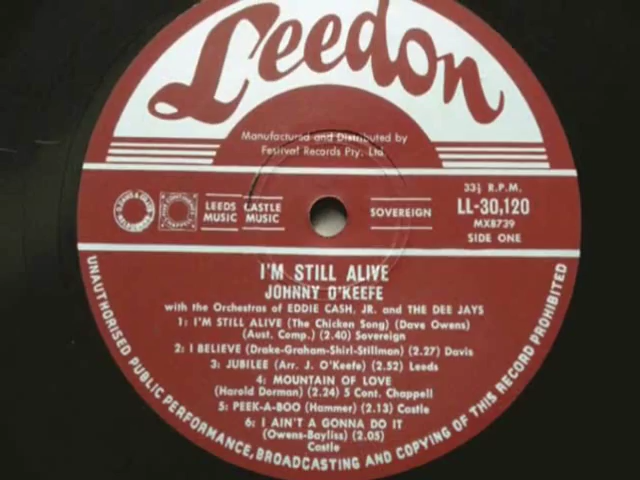 Leedon
Manufactured and Distributed by
Festival Records Pty. Ltd.
33⅓ R.P.M.
LEEDS CASTLE
MUSIC MUSIC
SOVEREIGN
LL-30,120
MX8739
SIDE ONE
I'M STILL ALIVE
JOHNNY O'KEEFE
with the Orchestras of EDDIE CASH, JR. and THE DEE JAYS
1: I'M STILL ALIVE (The Chicken Song) (Dave Owens)
(Aust. Comp.) (2.40) Sovereign
2: I BELIEVE (Drake-Graham-Shirl-Stillman) (2.27) Davis
3: JUBILEE (Arr. J. O'Keefe) (2.52) Leeds
4: MOUNTAIN OF LOVE
(Harold Dorman) (2.24) 5 Cont. Chappell
5: PEEK-A-BOO (Hammer) (2.13) Castle
6: I AIN'T A GONNA DO IT
(Owens-Bayliss) (2.05)
Castle
UNAUTHORISED PUBLIC PERFORMANCE, BROADCASTING AND COPYING OF THIS RECORD PROHIBITED